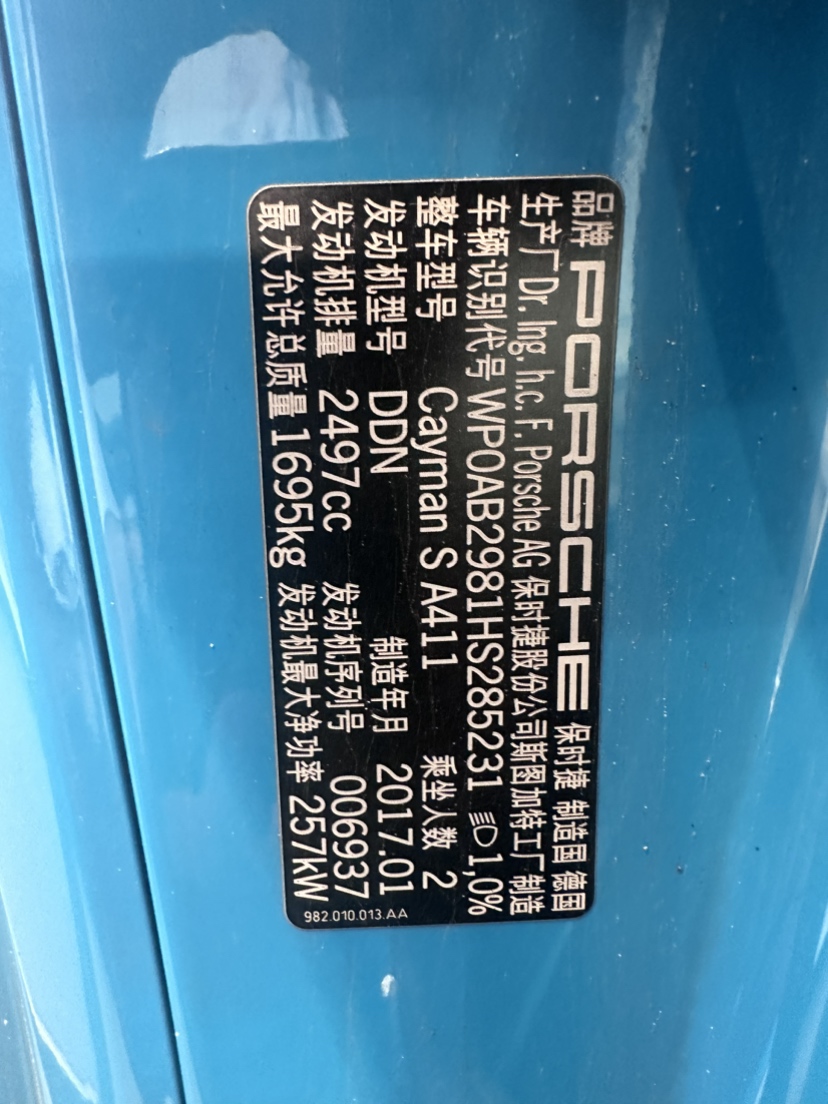 品牌 PORSCHE 保时捷 制造国 德国
生产厂 Dr. Ing. h.c. F. Porsche AG 保时捷股份公司斯图加特工厂制造
车辆识别代号 WP0AB2981HS285231 1,0%
整车型号 Cayman S A411 乘坐人数 2
发动机型号 DDN 制造年月 2017.01
发动机排量 2497cc 发动机序列号 006937
最大允许总质量 1695kg 发动机最大净功率 257kW
982.010.013.AA